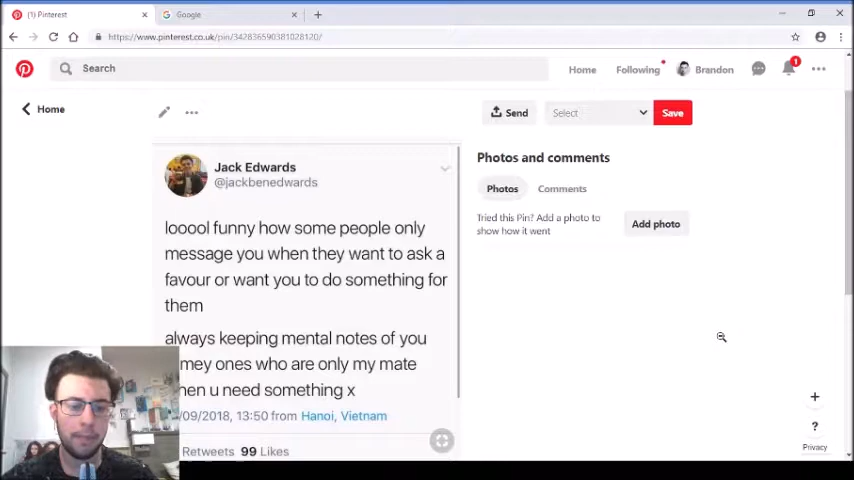 (1) Pinterest
Google
https://www.pinterest.co.uk/pin/342836590381028120/
Search
Home
Following
Brandon
1
Home
Send
Select
Save
Jack Edwards
@jackbenedwards
looool funny how some people only
message you when they want to ask a
favour or want you to do something for
them
always keeping mental notes of you
mey ones who are only my mate
hen u need something x
/09/2018, 13:50 from Hanoi, Vietnam
Retweets 99 Likes
Photos and comments
Photos
Comments
Tried this Pin? Add a photo to
show how it went
Add photo
+
?
Privacy